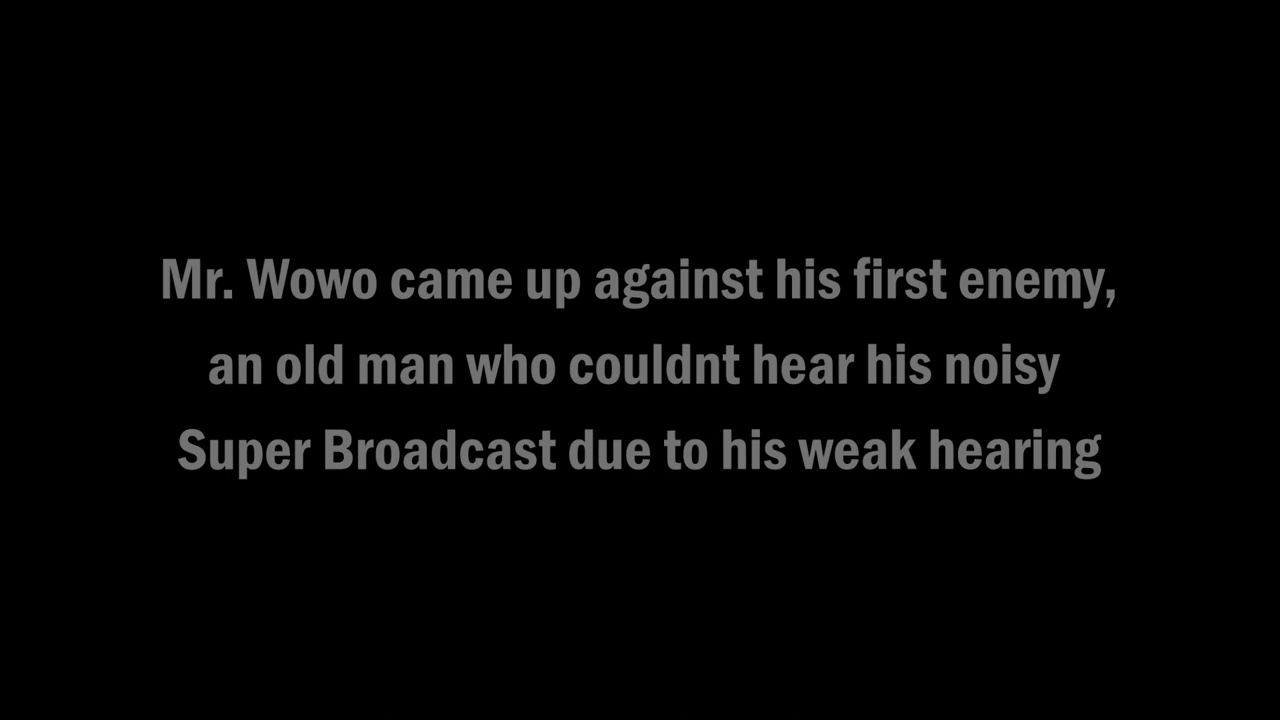 Mr. Wowo came up against his first enemy,
an old man who couldnt hear his noisy
Super Broadcast due to his weak hearing